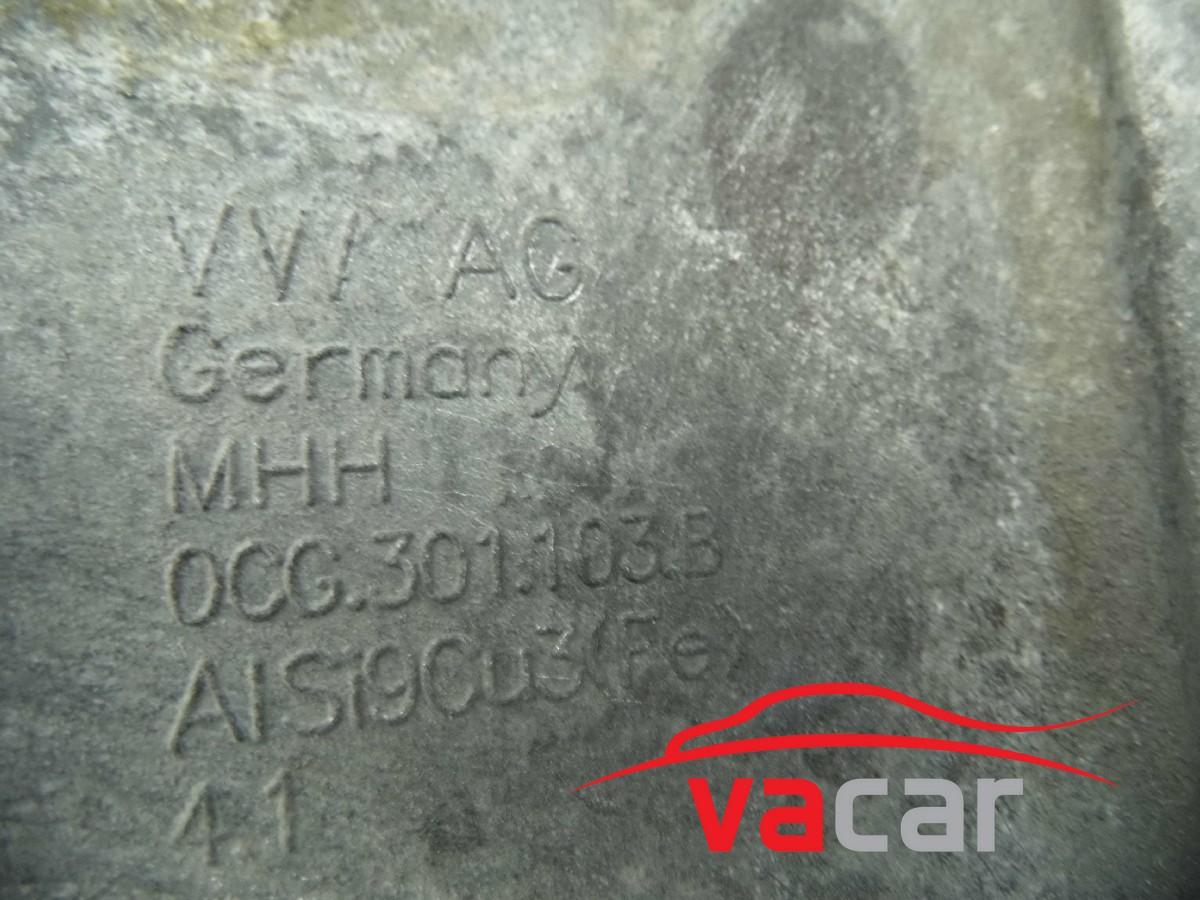 VW AG
Germany
MHH
0CG.301.103.B
AlSi9Cu3(Fe)
4.1
vacar